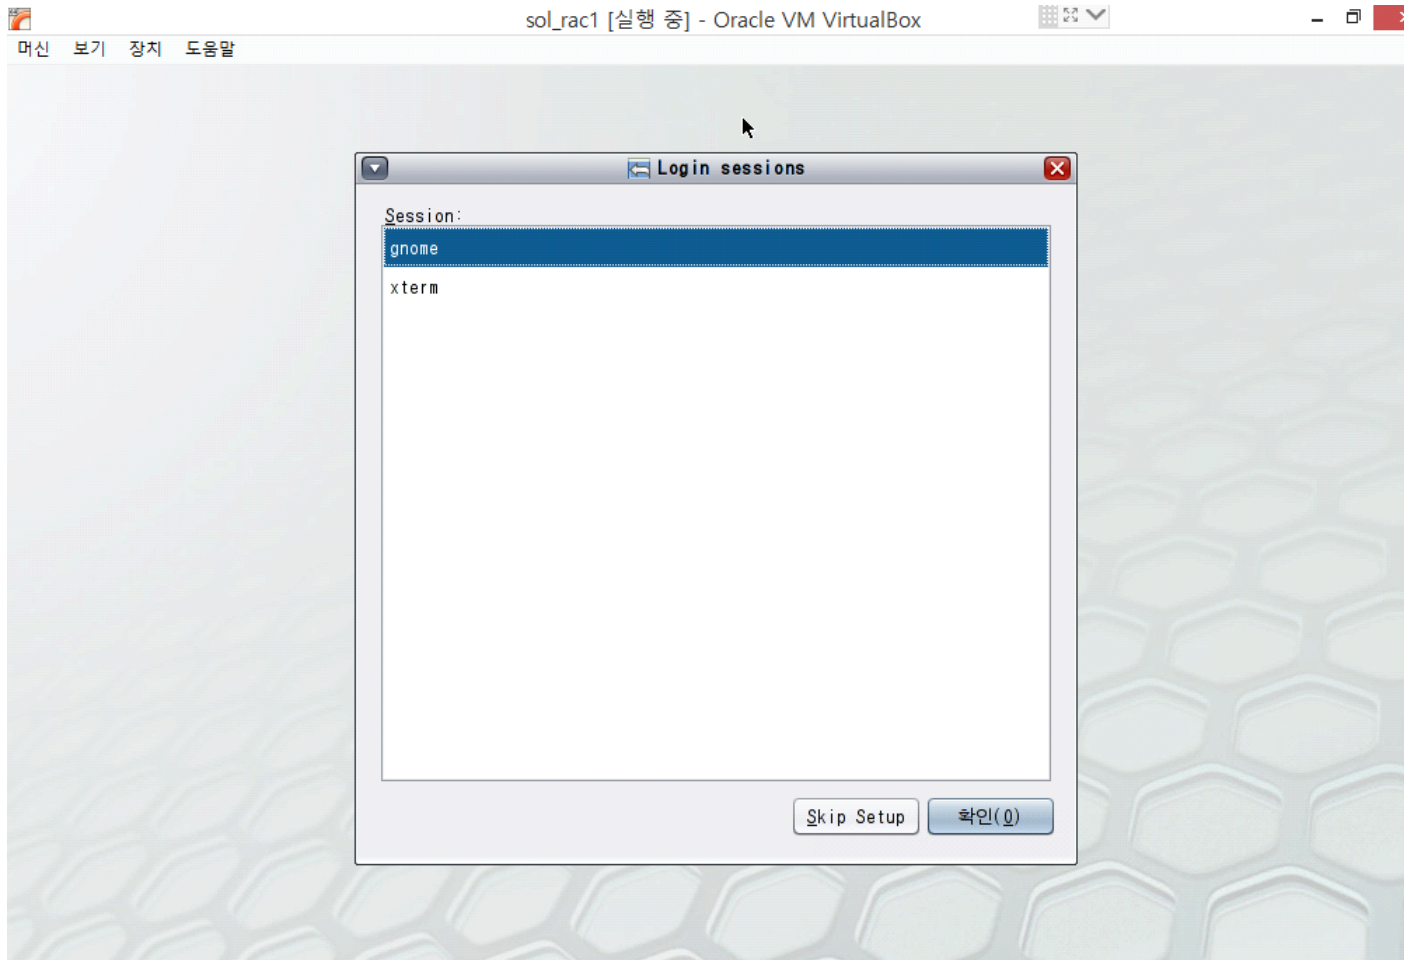 sol_rac1 [실행 중] - Oracle VM VirtualBox
머신 보기 장치 도움말
Login sessions
Session:
gnome
xterm
Skip Setup 확인(O)